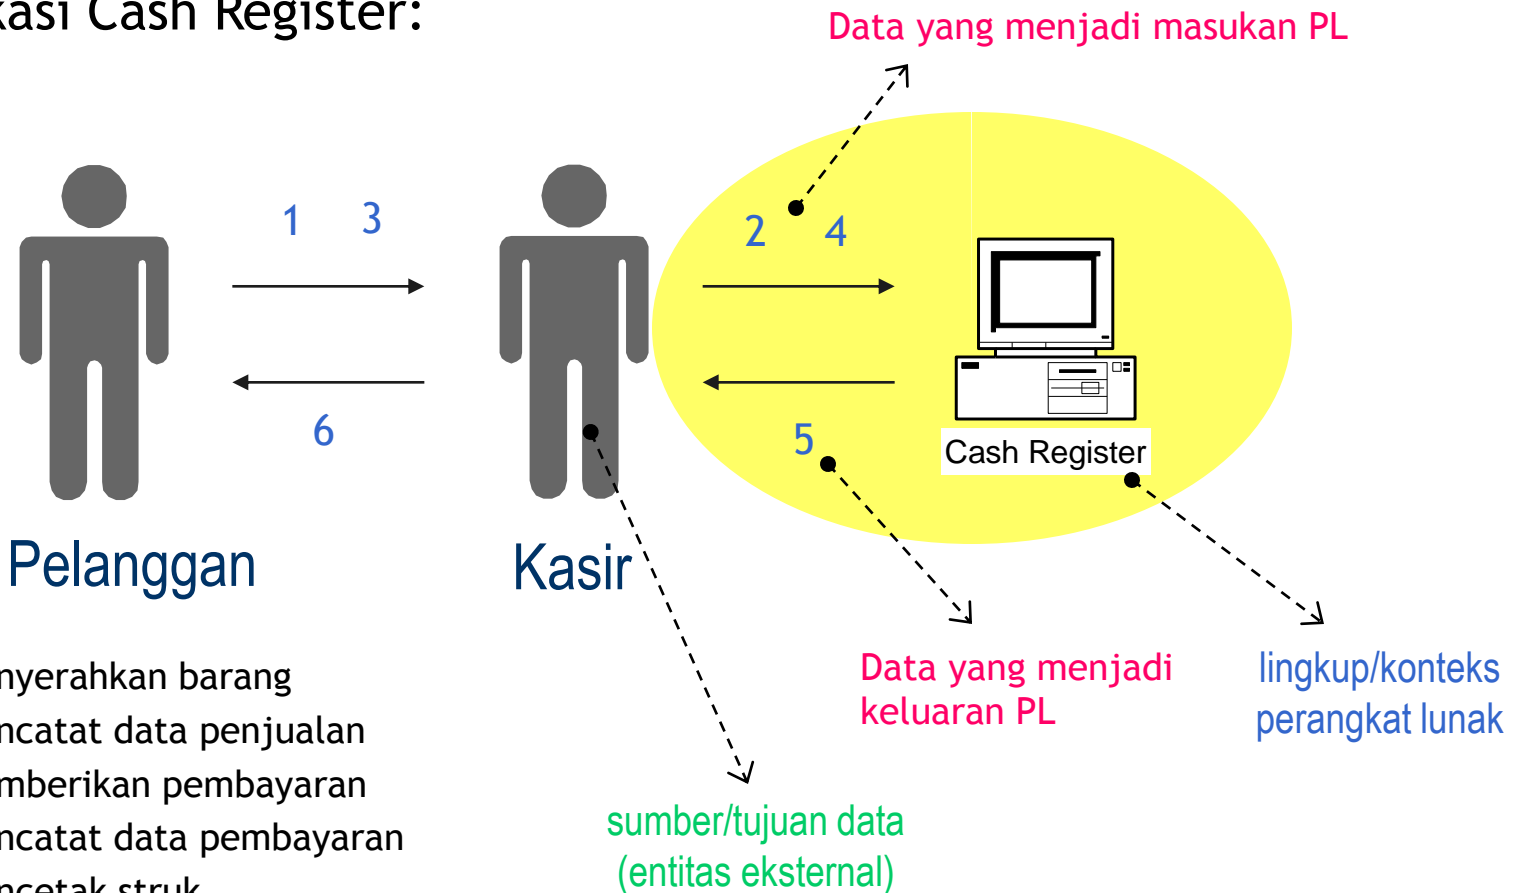 kasi Cash Register:
Data yang menjadi masukan PL
1 3
2 4
6
5
Cash Register
Pelanggan
Kasir
nyerahkan barang
ncatat data penjualan
mberikan pembayaran
ncatat data pembayaran
ncetak struk
Data yang menjadi
keluaran PL
lingkup/konteks
perangkat lunak
sumber/tujuan data
(entitas eksternal)